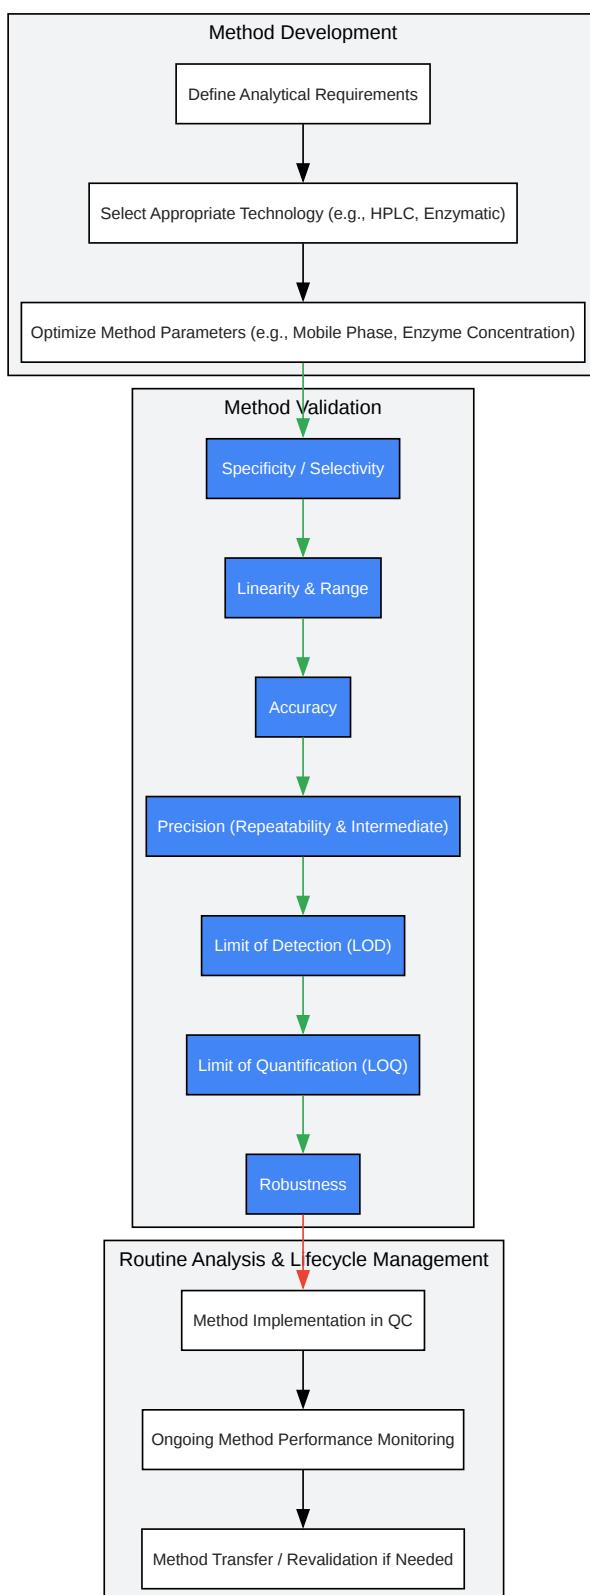 Method Development
Define Analytical Requirements
Select Appropriate Technology (e.g., HPLC, Enzymatic)
Optimize Method Parameters (e.g., Mobile Phase, Enzyme Concentration)
Method Validation
Specificity / Selectivity
Linearity & Range
Accuracy
Precision (Repeatability & Intermediate)
Limit of Detection (LOD)
Limit of Quantification (LOQ)
Robustness
Routine Analysis & Lifecycle Management
Method Implementation in QC
Ongoing Method Performance Monitoring
Method Transfer / Revalidation if Needed